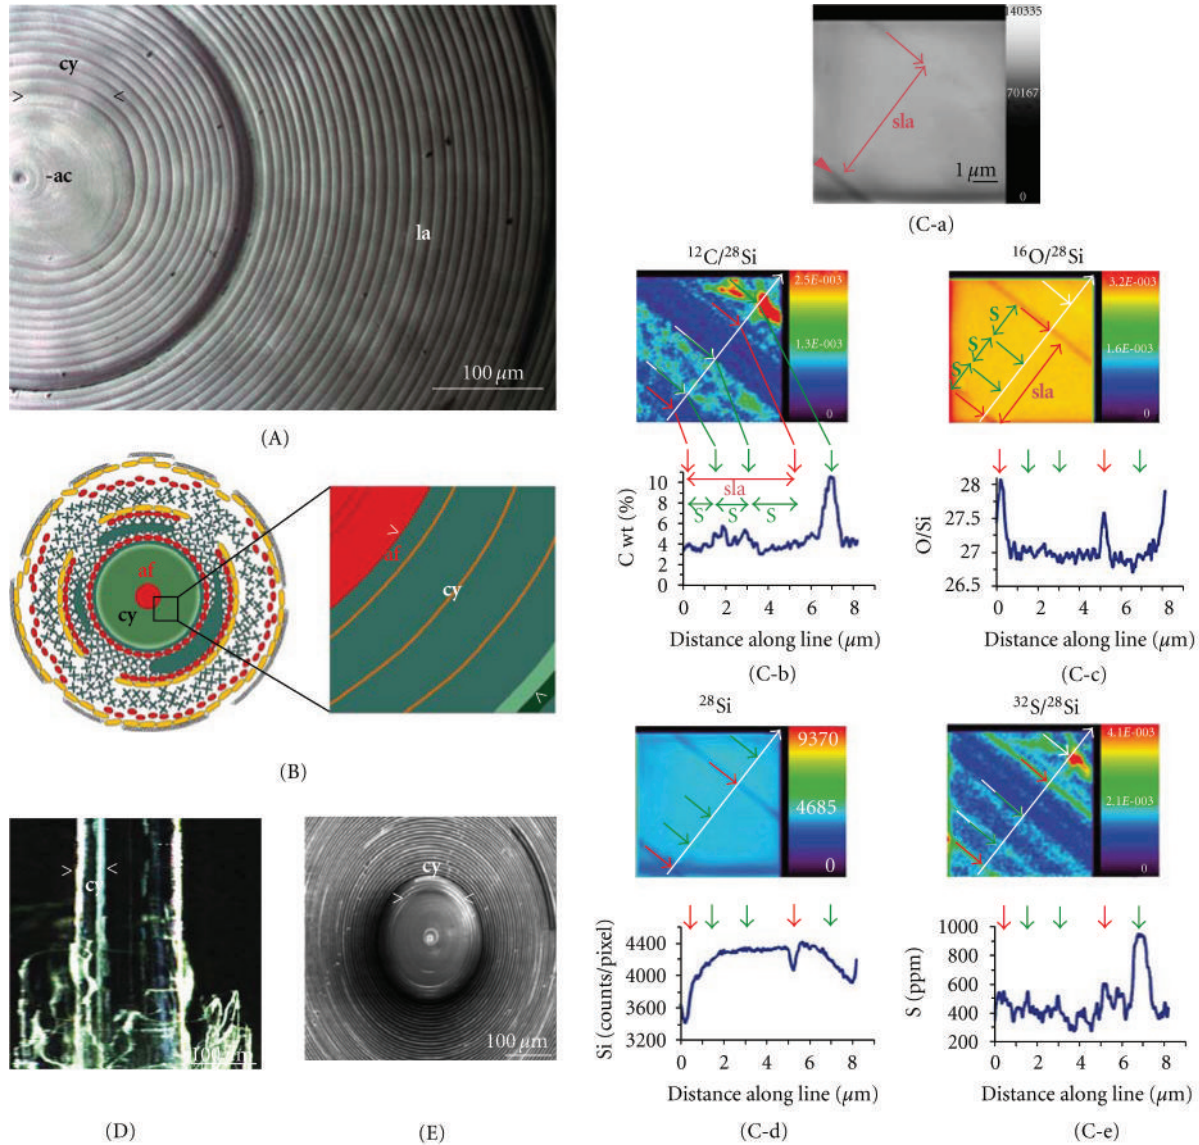 cy
> <
-ac
la
100 μm
(A)
140335
70167
0
sla
1 μm
(C-a)
af
cy
af
cy
(B)
¹²C/²⁸Si
2.5E-003
1.3E-003
0
sla
S S S
C wt (%)
10
8
6
4
2
0
0 2 4 6 8
Distance along line (μm)
(C-b)
¹⁶O/²⁸Si
3.2E-003
1.6E-003
0
S
S
S
sla
O/Si
28
27.5
27
26.5
0 2 4 6 8
Distance along line (μm)
(C-c)
²⁸Si
9370
4685
0
Si (counts/pixel)
4400
4000
3600
3200
0 2 4 6 8
Distance along line (μm)
(C-d)
³²S/²⁸Si
4.1E-003
2.1E-003
0
S (ppm)
1000
800
600
400
200
0 2 4 6 8
Distance along line (μm)
(C-e)
> <
cy
(D)
cy
> <
100 μm
(E)